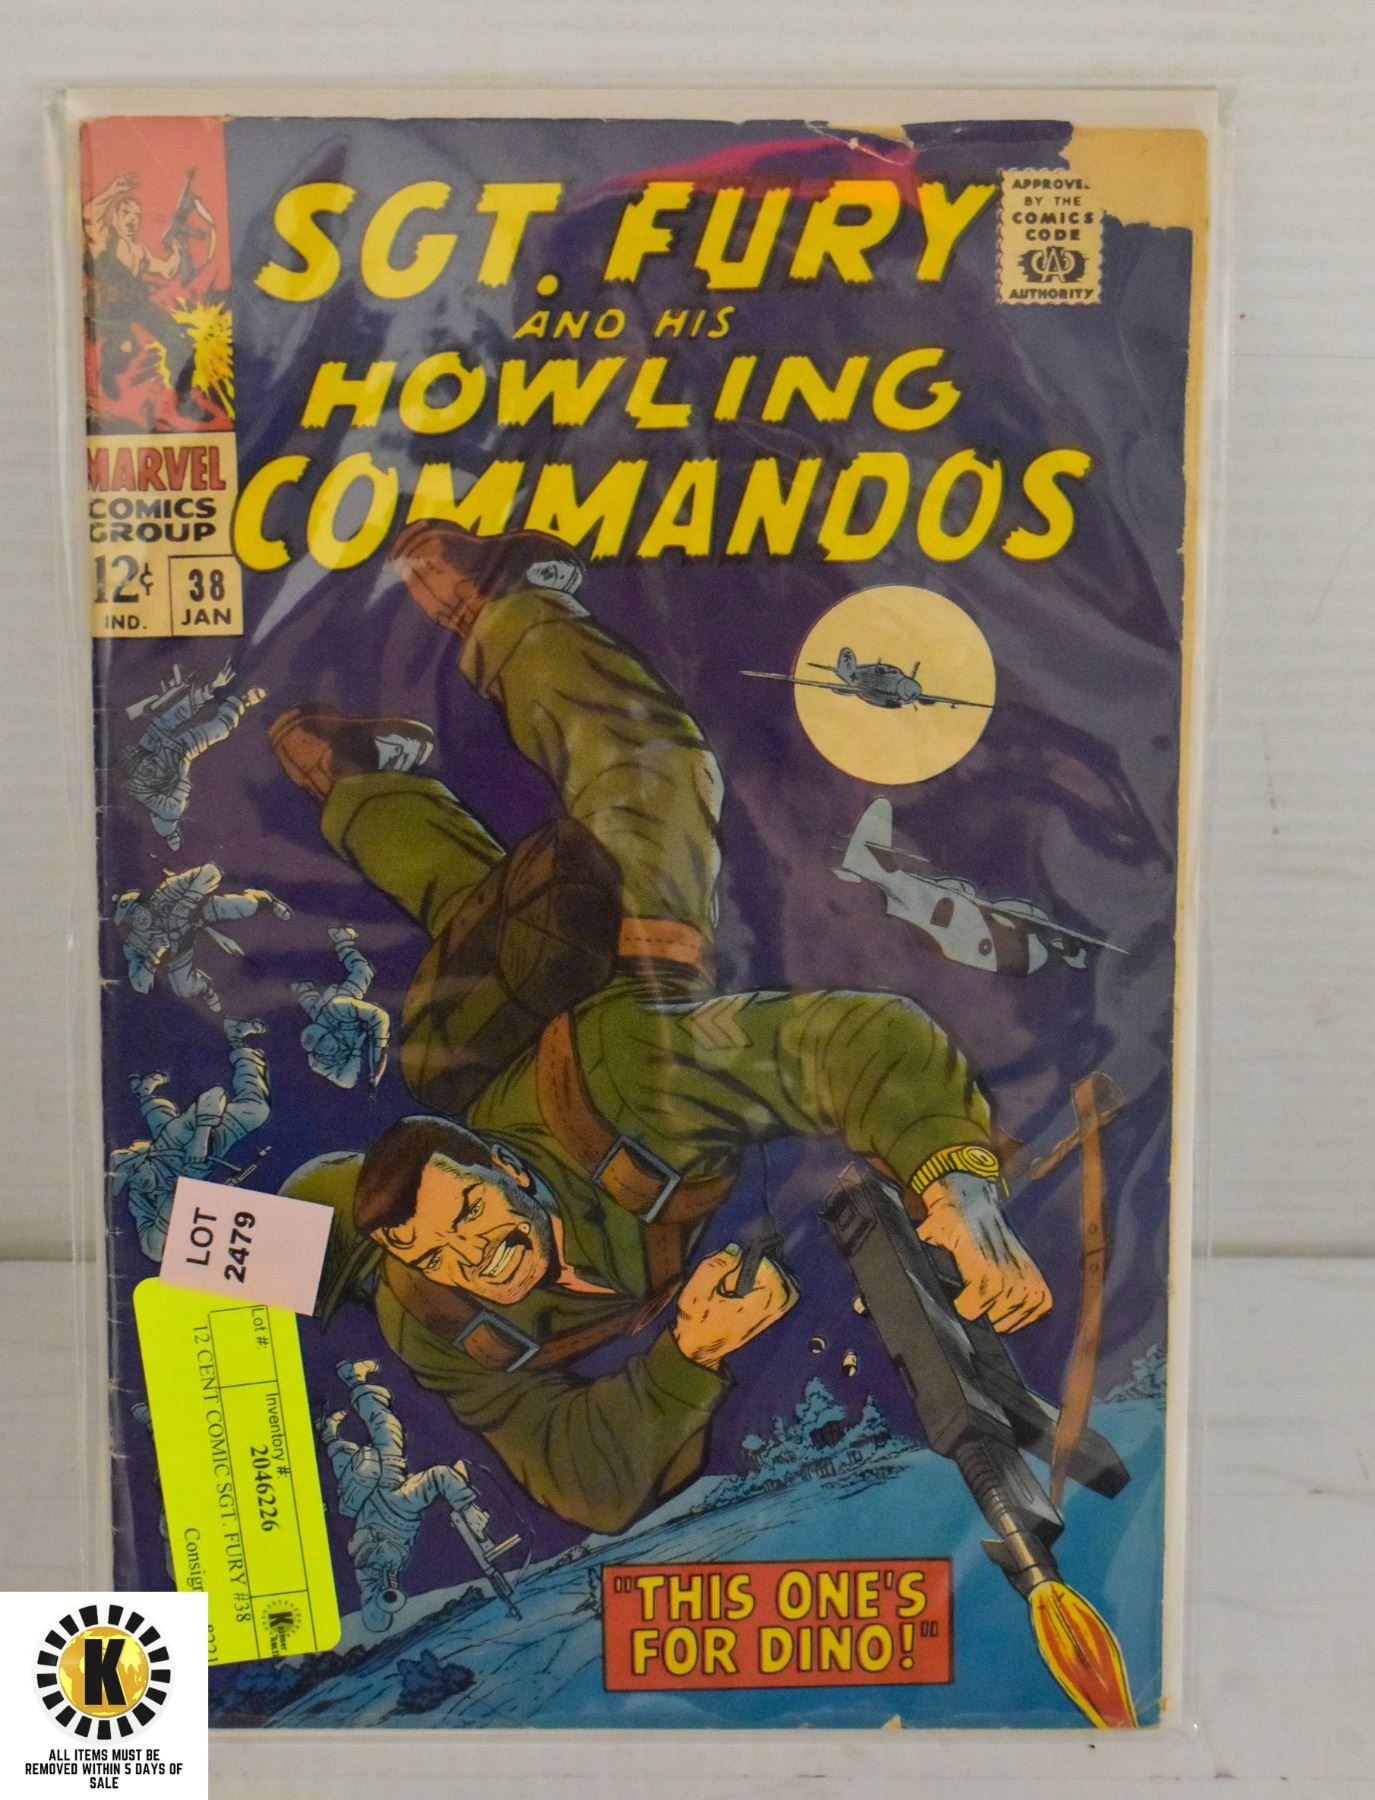 SGT. FURY
AND HIS
HOWLING
COMMANDOS
APPROVE
BY THE
COMICS
CODE
AUTHORITY
MARVEL
COMICS
GROUP
12¢
IND.
38
JAN
LOT
2479
Lot #:
Inventory #:
2046226
12 CENT COMIC SGT. FURY #38
"THIS ONE'S
FOR DINO!"
K
ALL ITEMS MUST BE
REMOVED WITHIN 5 DAYS OF
SALE